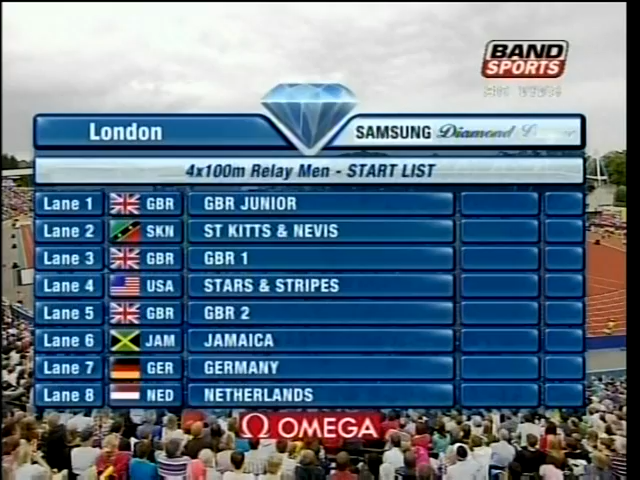 BAND
SPORTS
London
SAMSUNG Diamond League
4x100m Relay Men - START LIST
Lane 1 GBR GBR JUNIOR
Lane 2 SKN ST KITTS & NEVIS
Lane 3 GBR GBR 1
Lane 4 USA STARS & STRIPES
Lane 5 GBR GBR 2
Lane 6 JAM JAMAICA
Lane 7 GER GERMANY
Lane 8 NED NETHERLANDS
Ω OMEGA